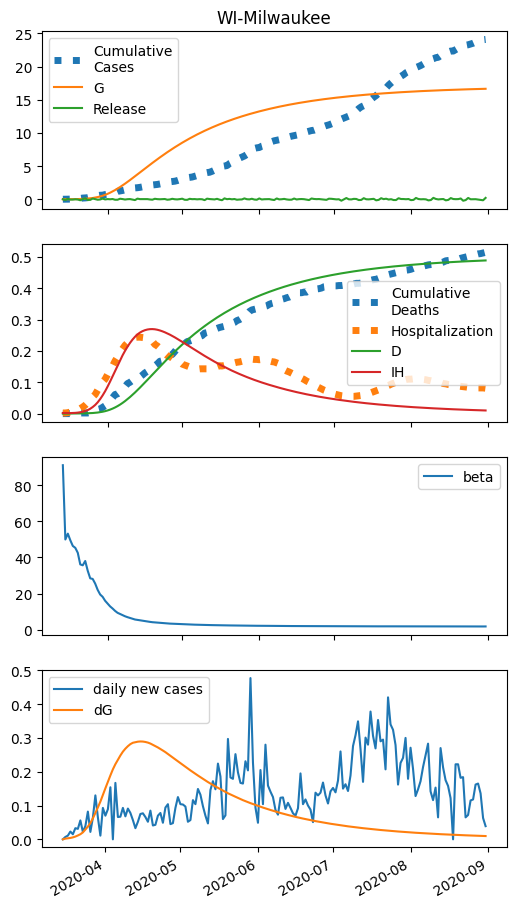 WI-Milwaukee
25
20
15
10
5
0
Cumulative
Cases
G
Release
0.5
0.4
0.3
0.2
0.1
0.0
Cumulative
Deaths
Hospitalization
D
IH
80
60
40
20
0
beta
0.5
0.4
0.3
0.2
0.1
0.0
daily new cases
dG
2020-04
2020-05
2020-06
2020-07
2020-08
2020-09